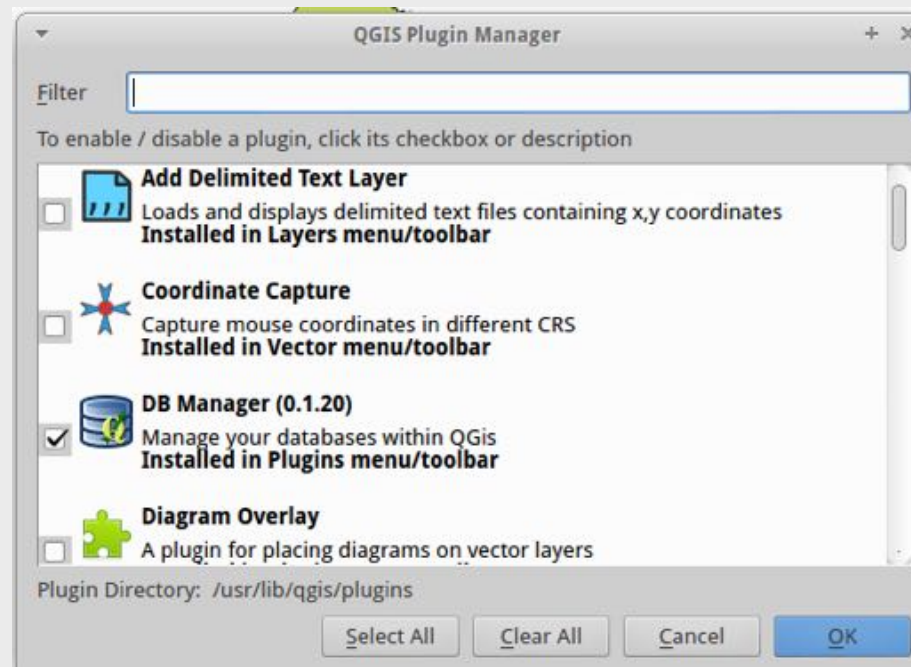 QGIS Plugin Manager
Filter
To enable / disable a plugin, click its checkbox or description
Add Delimited Text Layer
Loads and displays delimited text files containing x,y coordinates
Installed in Layers menu/toolbar
Coordinate Capture
Capture mouse coordinates in different CRS
Installed in Vector menu/toolbar
DB Manager (0.1.20)
Manage your databases within QGis
Installed in Plugins menu/toolbar
Diagram Overlay
A plugin for placing diagrams on vector layers
Plugin Directory: /usr/lib/qgis/plugins
Select All
Clear All
Cancel
OK